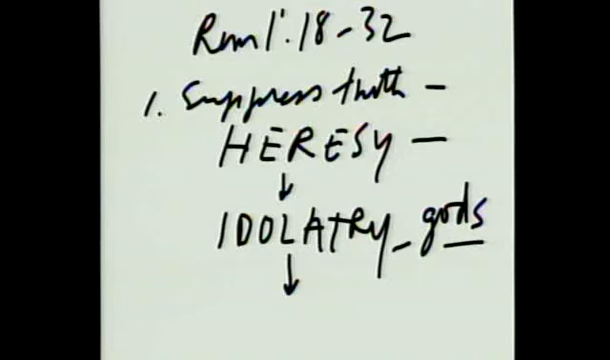 Rom 1:18-32
1. Suppress truth -
HERESY -
↓
IDOLATRY - gods
↓